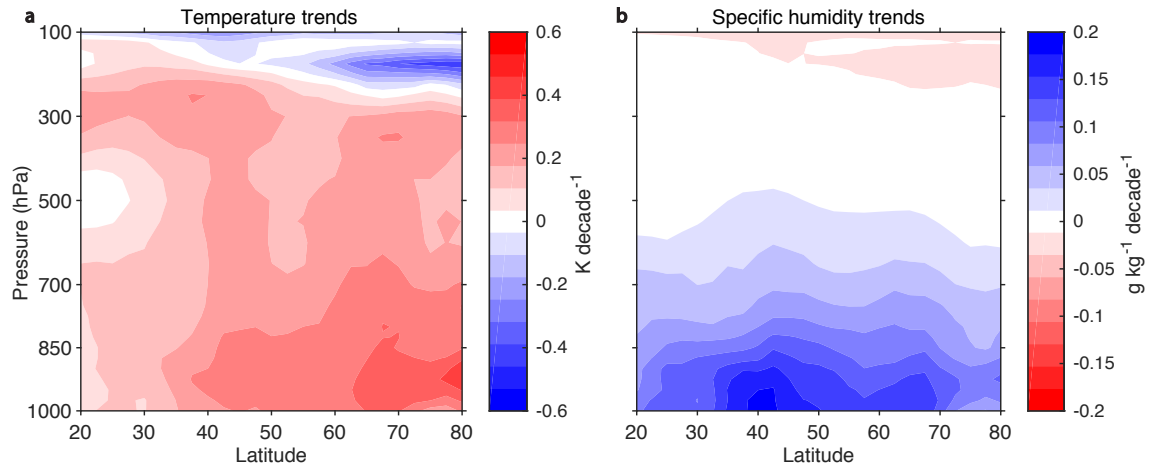 a Temperature trends
100
300
500
700
850
1000
Pressure (hPa)
20 30 40 50 60 70 80
Latitude
0.6
0.4
0.2
0
-0.2
-0.4
-0.6
K decade⁻¹
b Specific humidity trends
20 30 40 50 60 70 80
Latitude
0.2
0.15
0.1
0.05
0
-0.05
-0.1
-0.15
-0.2
g kg⁻¹ decade⁻¹